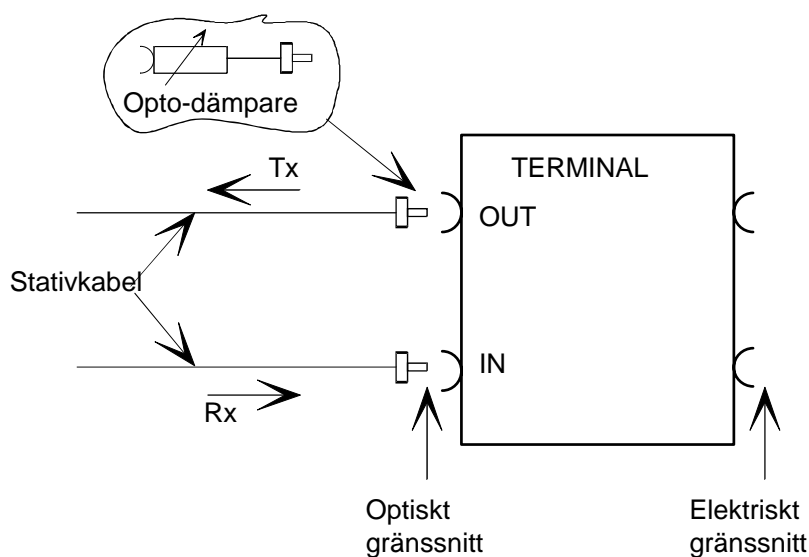 Opto-dämpare
Tx
TERMINAL
OUT
Stativkabel
IN
Rx
Optiskt
gränssnitt
Elektriskt
gränssnitt